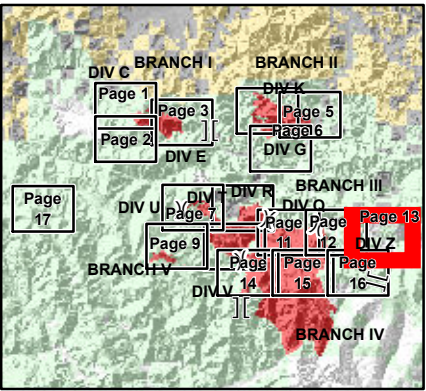 BRANCH I
BRANCH II
DIV C
DIV K
Page 1
Page 3
Page 5
Page 6
Page 2
DIV G
DIV E
BRANCH III
Page
17
DIV T
DIV R
DIV U
Page 7
DIV Q
Page 13
Page
11
Page
12
DIV Z
Page 9
BRANCH V
Page
14
Page
15
Page
16
DIV V
BRANCH IV